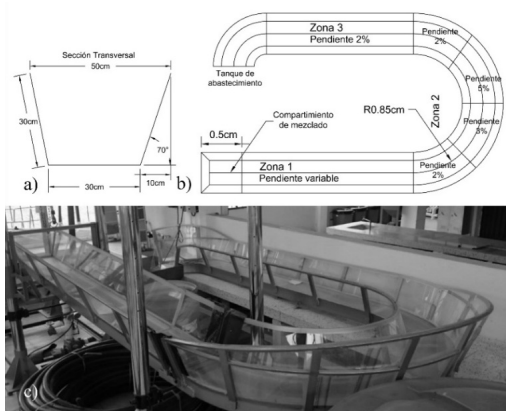 Sección Transversal
50cm
30cm
70°
a)
30cm
10cm
b)
Zona 3
Pendiente 2%
Pendiente
2%
Tanque de
abastecimiento
Pendiente
5%
Compartimiento
de mezclado
R0.85cm
Zona 2
Pendiente
3%
0.5cm
Zona 1
Pendiente variable
Pendiente
2%
c)